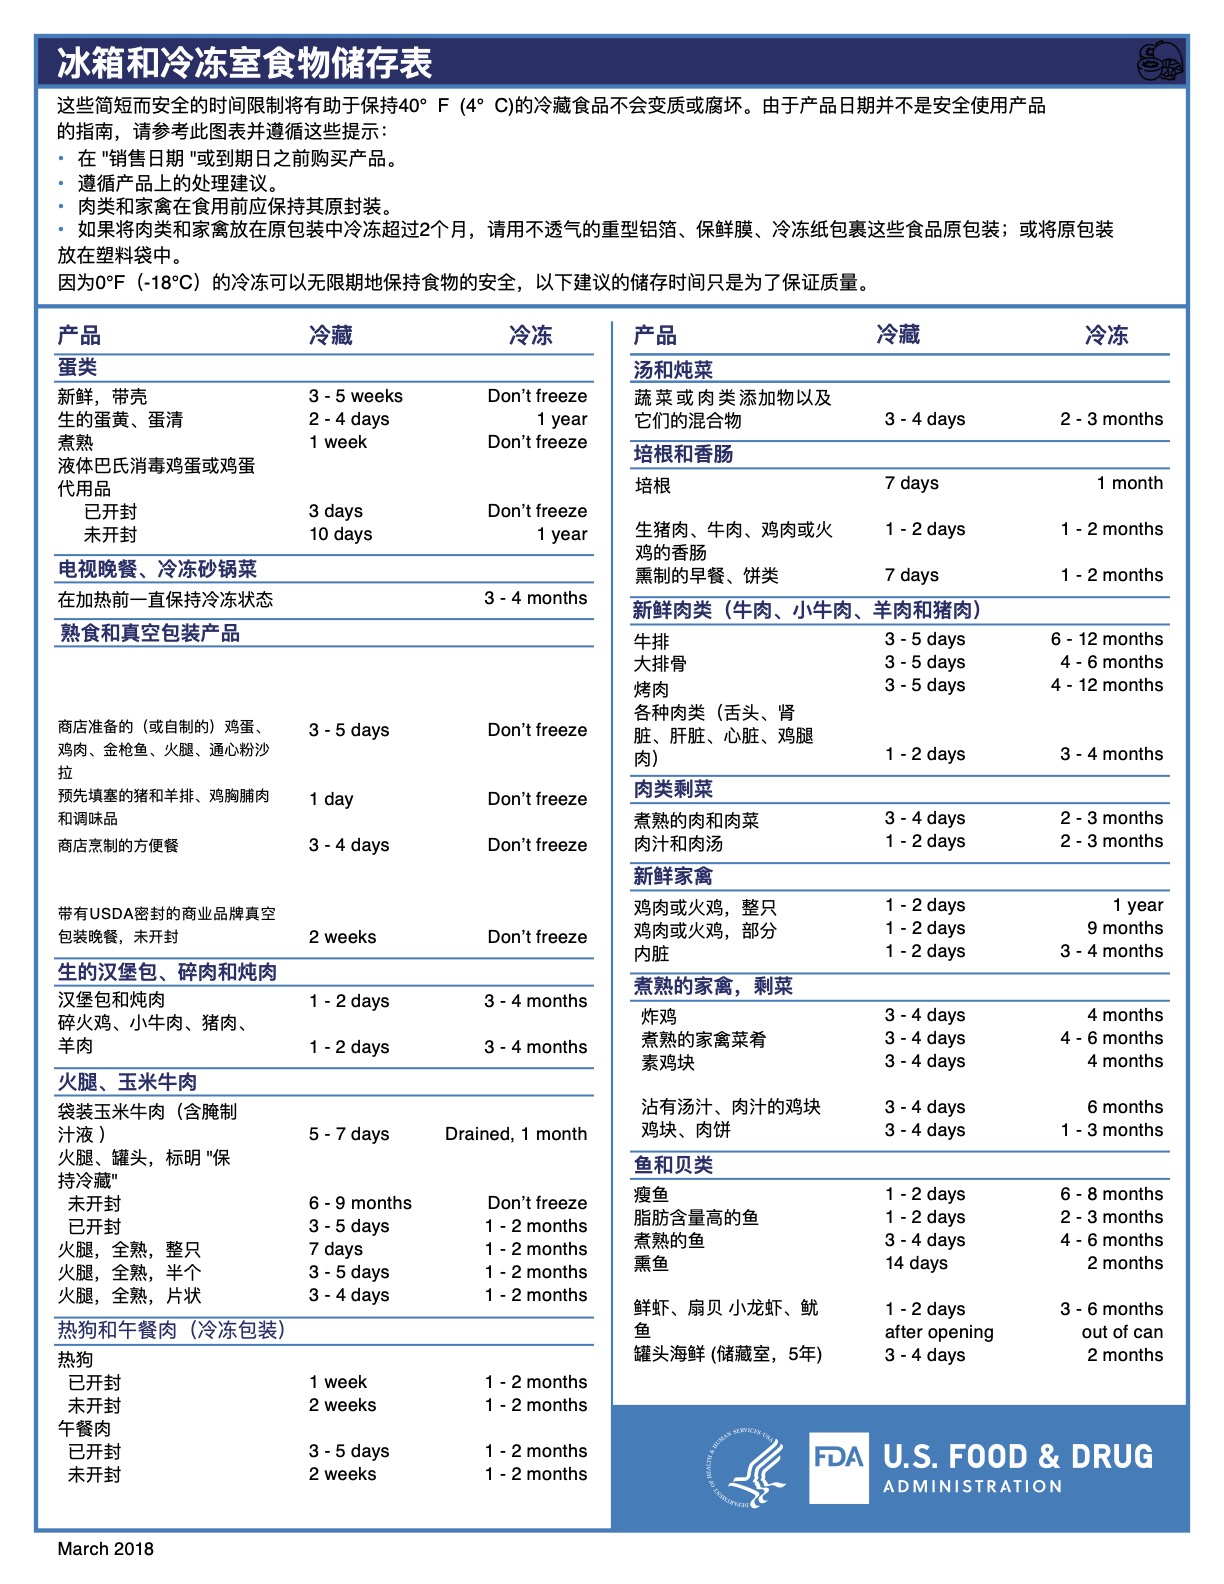 冰箱和冷冻室食物储存表
这些简短而安全的时间限制将有助于保持40°F (4°C)的冷藏食品不会变质或腐坏。由于产品日期并不是安全使用产品
的指南，请参考此图表并遵循这些提示：
• 在 "销售日期 "或到期日之前购买产品。
• 遵循产品上的处理建议。
• 肉类和家禽在食用前应保持其原封装。
• 如果将肉类和家禽放在原包装中冷冻超过2个月，请用不透气的重型铝箔、保鲜膜、冷冻纸包裹这些食品原包装；或将原包装
放在塑料袋中。
因为0°F（-18°C）的冷冻可以无限期地保持食物的安全，以下建议的储存时间只是为了保证质量。
产品 冷藏 冷冻
蛋类
新鲜，带壳 3 - 5 weeks Don't freeze
生的蛋黄、蛋清 2 - 4 days 1 year
煮熟 1 week Don't freeze
液体巴氏消毒鸡蛋或鸡蛋
代用品
已开封 3 days Don't freeze
未开封 10 days 1 year
电视晚餐、冷冻砂锅菜
在加热前一直保持冷冻状态 3 - 4 months
熟食和真空包装产品
商店准备的（或自制的）鸡蛋、 3 - 5 days Don't freeze
鸡肉、金枪鱼、火腿、通心粉沙
拉
预先填塞的猪和羊排、鸡胸脯肉 1 day Don't freeze
和调味品
商店烹制的方便餐 3 - 4 days Don't freeze
带有USDA密封的商业品牌真空
包装晚餐，未开封 2 weeks Don't freeze
生的汉堡包、碎肉和炖肉
汉堡包和炖肉 1 - 2 days 3 - 4 months
碎火鸡、小牛肉、猪肉、
羊肉 1 - 2 days 3 - 4 months
火腿、玉米牛肉
袋装玉米牛肉（含腌制
汁液 ） 5 - 7 days Drained, 1 month
火腿、罐头，标明 "保
持冷藏"
未开封 6 - 9 months Don't freeze
已开封 3 - 5 days 1 - 2 months
火腿，全熟，整只 7 days 1 - 2 months
火腿，全熟，半个 3 - 5 days 1 - 2 months
火腿，全熟，片状 3 - 4 days 1 - 2 months
热狗和午餐肉（冷冻包装）
热狗
已开封 1 week 1 - 2 months
未开封 2 weeks 1 - 2 months
午餐肉
已开封 3 - 5 days 1 - 2 months
未开封 2 weeks 1 - 2 months
产品 冷藏 冷冻
汤和炖菜
蔬菜或肉类添加物以及
它们的混合物 3 - 4 days 2 - 3 months
培根和香肠
培根 7 days 1 month
生猪肉、牛肉、鸡肉或火 1 - 2 days 1 - 2 months
鸡的香肠
熏制的早餐、饼类 7 days 1 - 2 months
新鲜肉类（牛肉、小牛肉、羊肉和猪肉）
牛排 3 - 5 days 6 - 12 months
大排骨 3 - 5 days 4 - 6 months
烤肉 3 - 5 days 4 - 12 months
各种肉类（舌头、肾
脏、肝脏、心脏、鸡腿
肉） 1 - 2 days 3 - 4 months
肉类剩菜
煮熟的肉和肉菜 3 - 4 days 2 - 3 months
肉汁和肉汤 1 - 2 days 2 - 3 months
新鲜家禽
鸡肉或火鸡，整只 1 - 2 days 1 year
鸡肉或火鸡，部分 1 - 2 days 9 months
内脏 1 - 2 days 3 - 4 months
煮熟的家禽，剩菜
炸鸡 3 - 4 days 4 months
煮熟的家禽菜肴 3 - 4 days 4 - 6 months
素鸡块 3 - 4 days 4 months
沾有汤汁、肉汁的鸡块 3 - 4 days 6 months
鸡块、肉饼 3 - 4 days 1 - 3 months
鱼和贝类
瘦鱼 1 - 2 days 6 - 8 months
脂肪含量高的鱼 1 - 2 days 2 - 3 months
煮熟的鱼 3 - 4 days 4 - 6 months
熏鱼 14 days 2 months
鲜虾、扇贝 小龙虾、鱿 1 - 2 days 3 - 6 months
鱼 after opening out of can
罐头海鲜 (储藏室，5年) 3 - 4 days 2 months
DEPARTMENT OF HEALTH & HUMAN SERVICES·USA
FDA U.S. FOOD & DRUG
ADMINISTRATION
March 2018